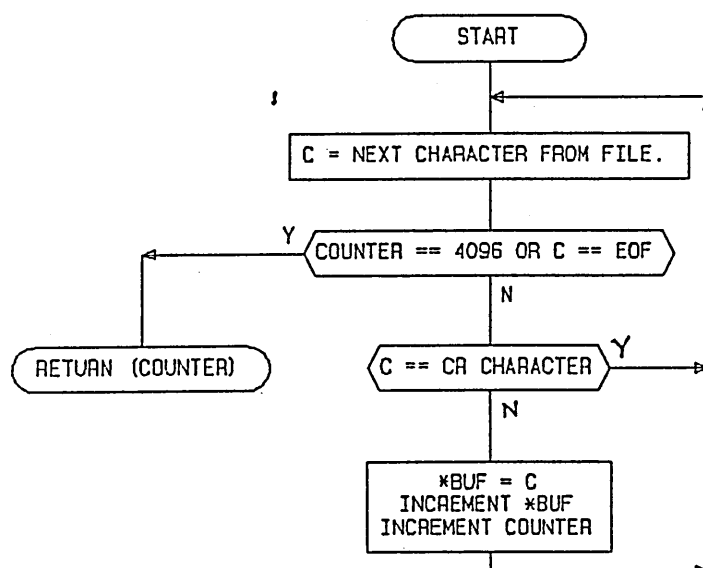 START
C = NEXT CHARACTER FROM FILE.
Y
COUNTER == 4096 OR C == EOF
N
RETURN (COUNTER)
C == CR CHARACTER
Y
N
*BUF = C
INCREMENT *BUF
INCREMENT COUNTER